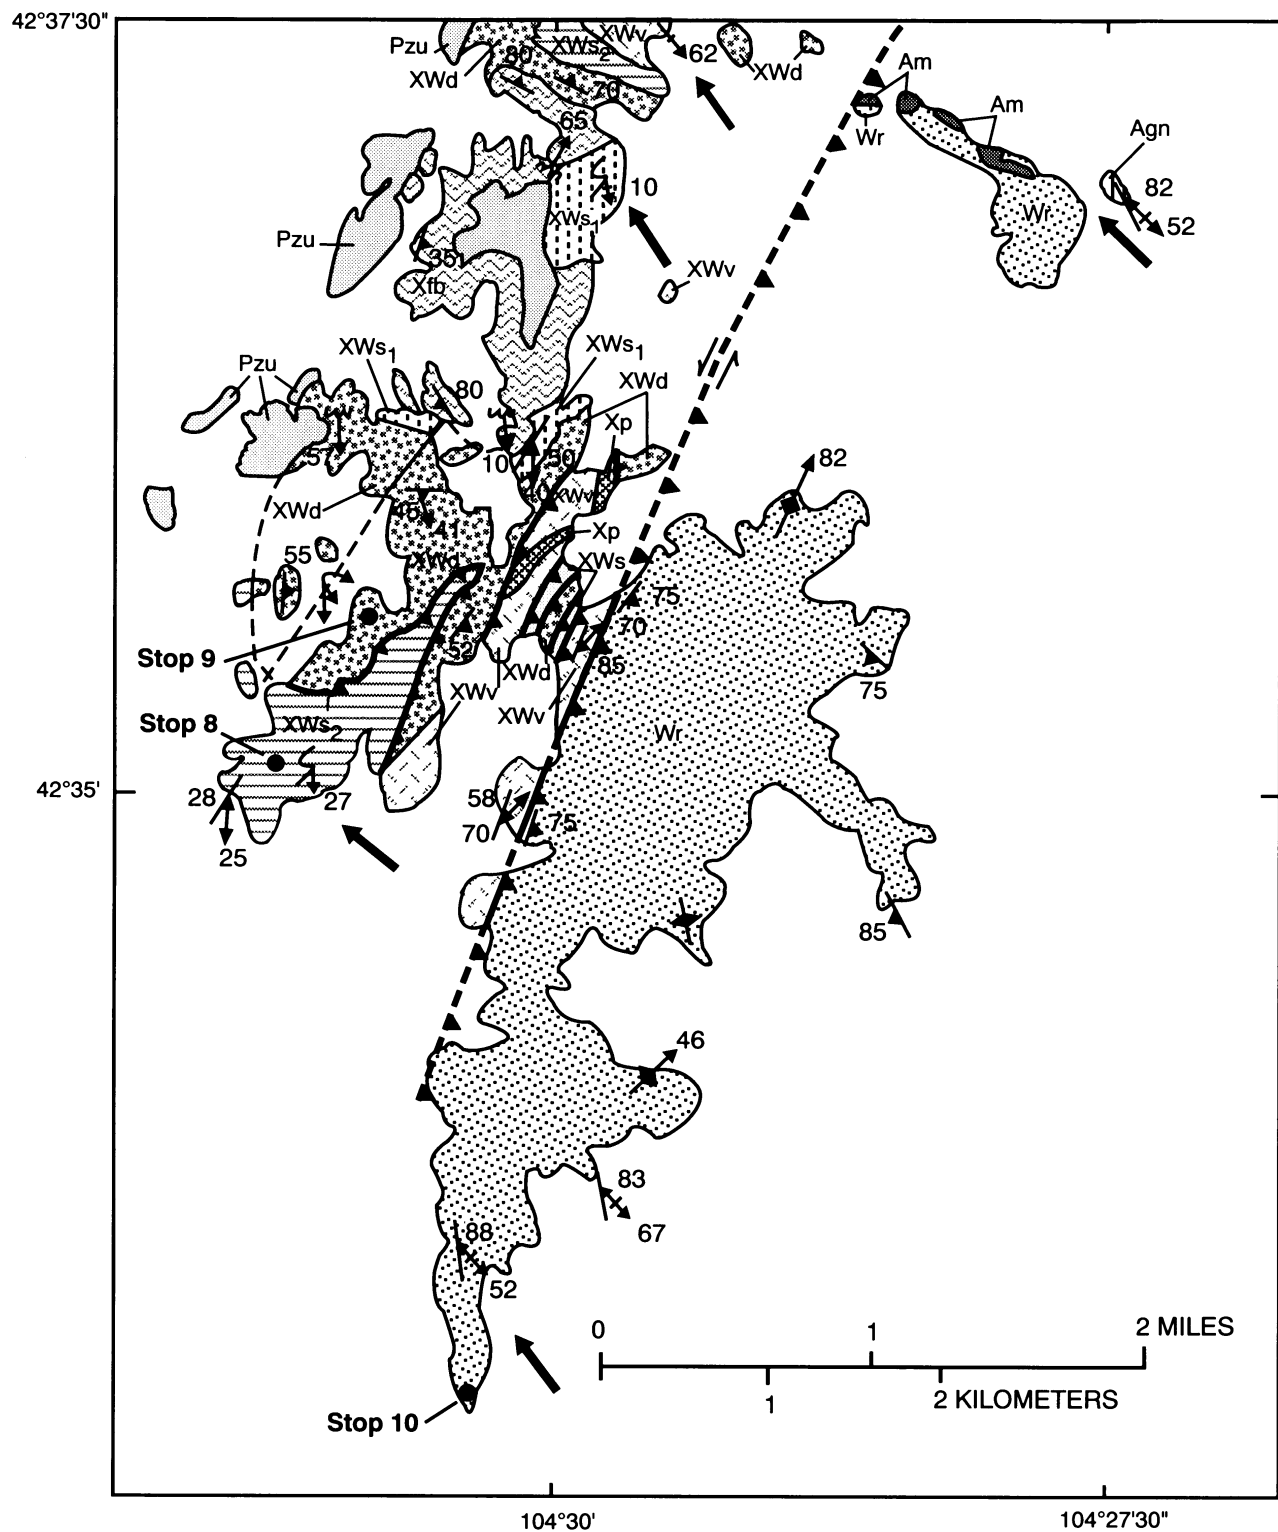 42°37'30"
Pzu
XWd
80
XWs2
XWv
62
70
XWd
65
Am
Am
Wr
Agn
82
52
Wr
10
XWs1
Pzu
35
Xfb
XWv
XWs1
XWs1
Pzu
XWd
80
Xp
57
10
50
40
XWv
82
XWd
45
41
Xp
55
XWd
XWs
75
70
Stop 9
52
85
XWd
75
XWv
Stop 8
XWs2
XWv
Wr
42°35'
28
27
58
70
75
25
85
46
83
67
88
52
0
1
2 MILES
1
2 KILOMETERS
Stop 10
104°30'
104°27'30"